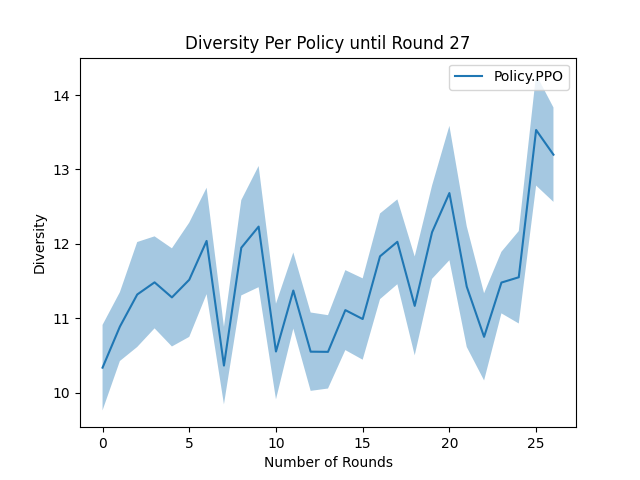 Diversity Per Policy until Round 27
Policy.PPO
14
13
12
11
10
Diversity
0 5 10 15 20 25
Number of Rounds